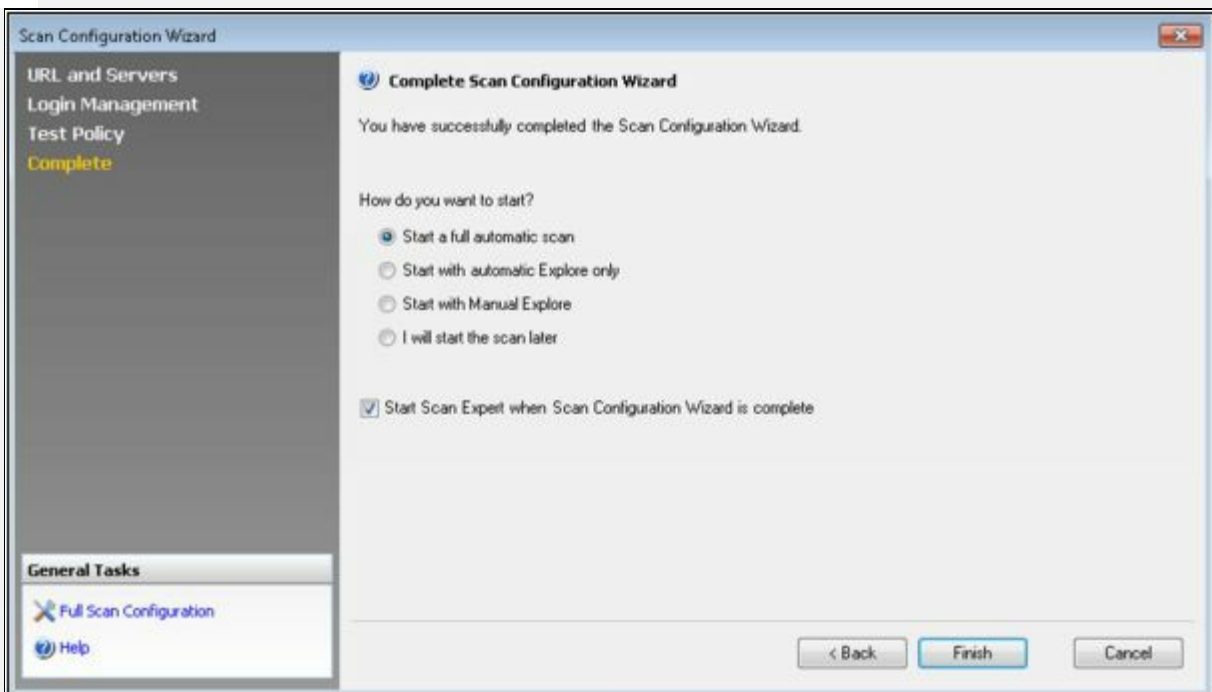 Scan Configuration Wizard
URL and Servers
Login Management
Test Policy
Complete
General Tasks
Full Scan Configuration
Help
Complete Scan Configuration Wizard
You have successfully completed the Scan Configuration Wizard.
How do you want to start?
Start a full automatic scan
Start with automatic Explore only
Start with Manual Explore
I will start the scan later
Start Scan Expert when Scan Configuration Wizard is complete
< Back
Finish
Cancel